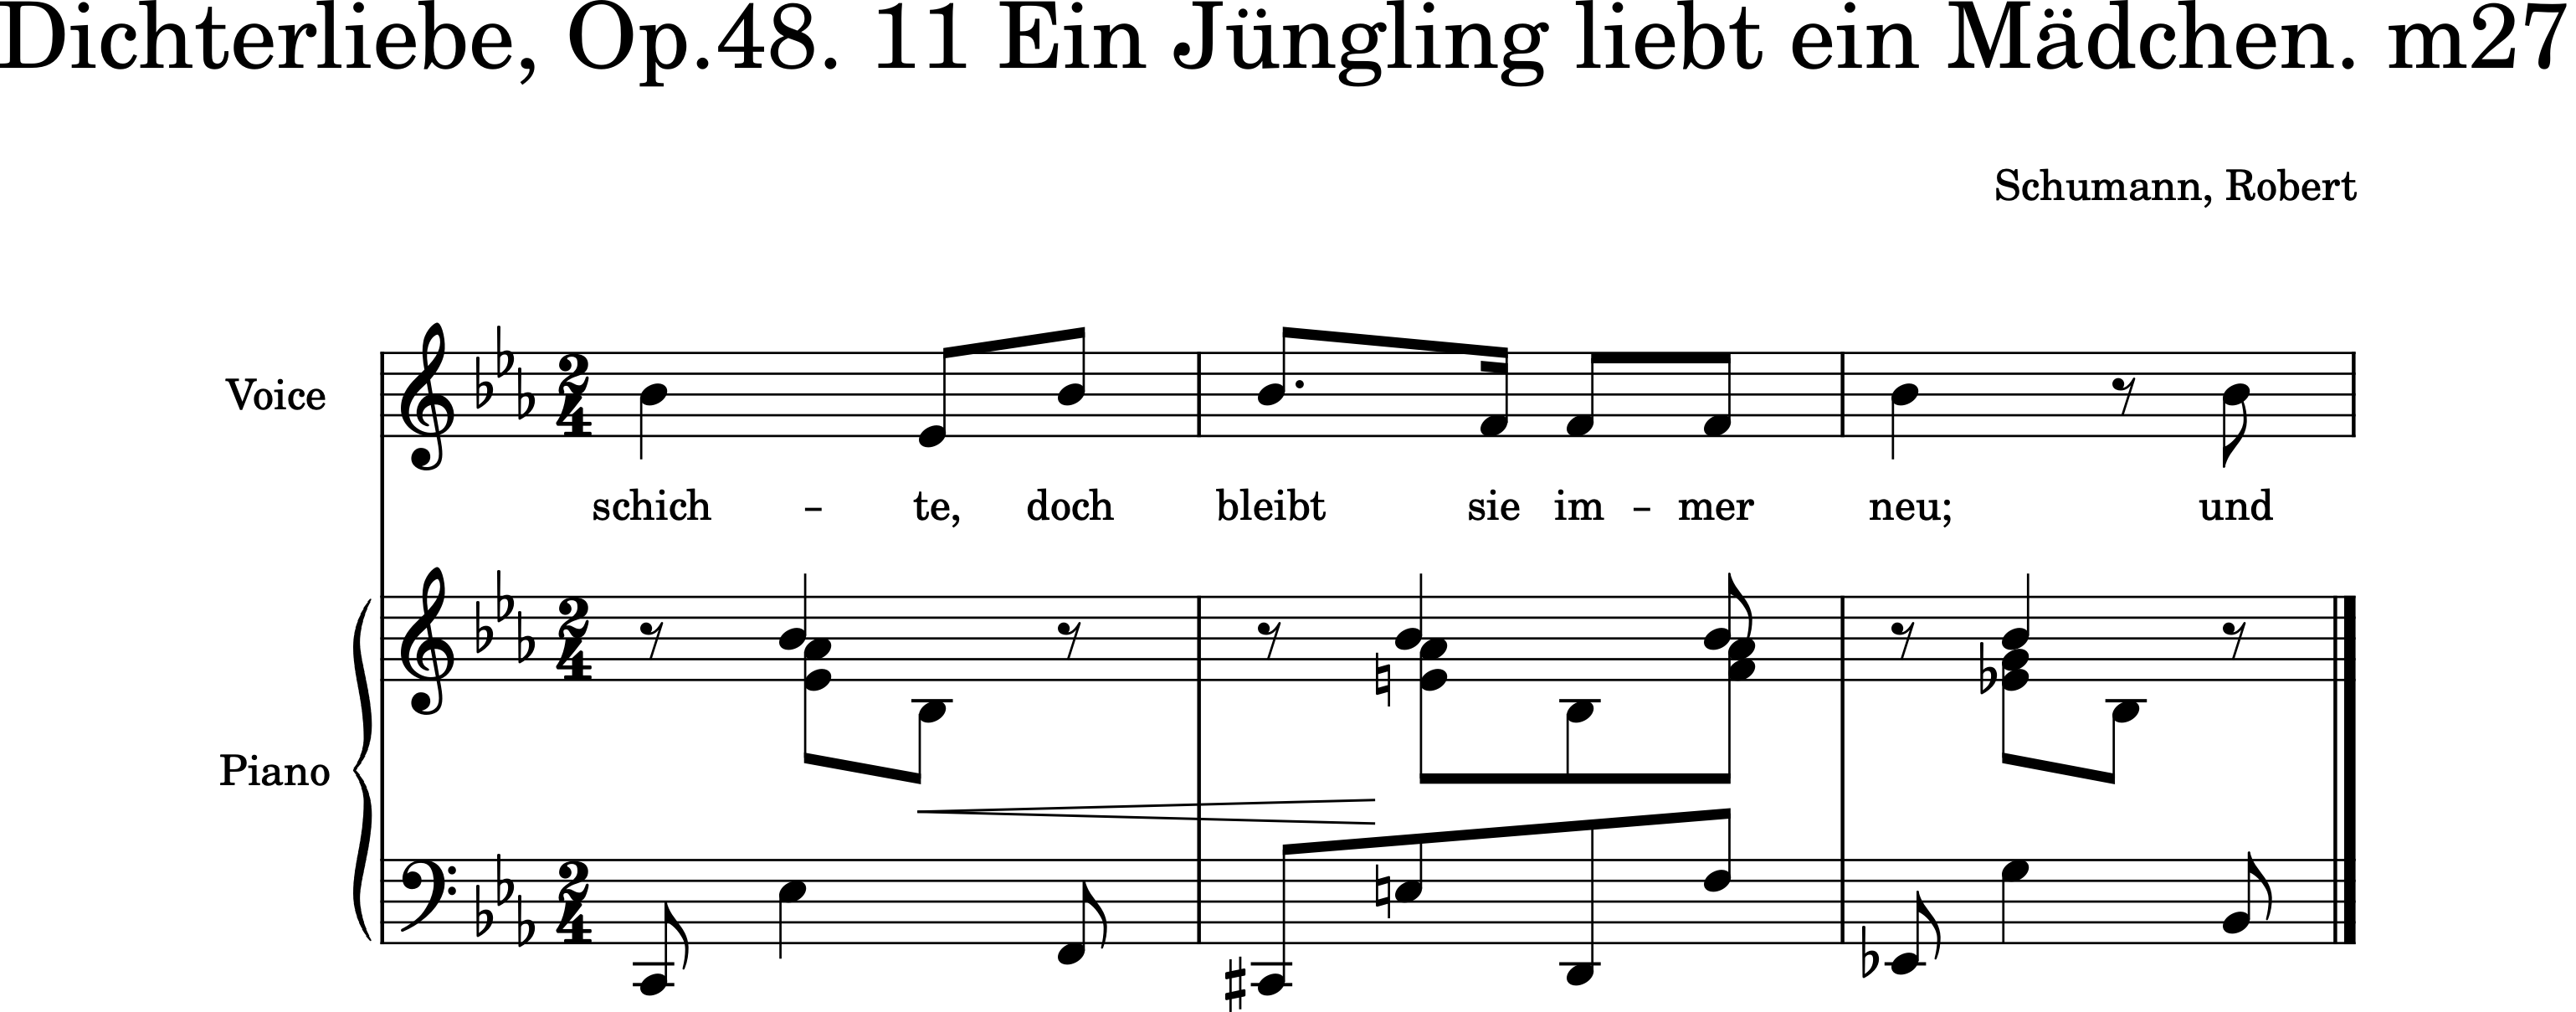 Dichterliebe, Op.48. 11 Ein Jüngling liebt ein Mädchen. m27
Schumann, Robert
Voice
schich - te, doch bleibt sie im - mer neu; und
Piano